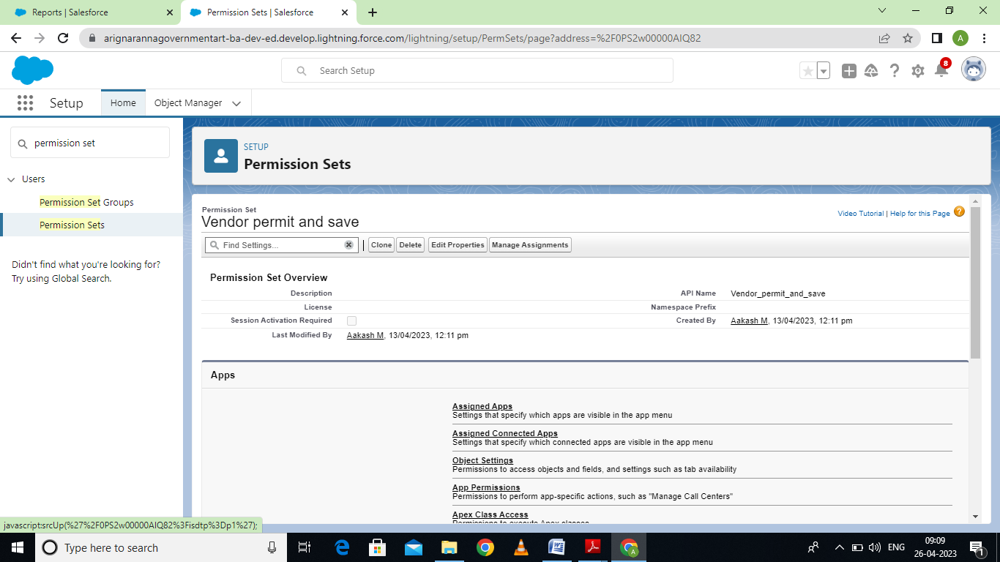 Reports | Salesforce
Permission Sets | Salesforce
arignarannagovernmentart-ba-dev-ed.develop.lightning.force.com/lightning/setup/PermSets/page?address=%2F0PS2w00000AIQ82
A
Search Setup
8
Setup
Home
Object Manager
permission set
Users
Permission Set Groups
Permission Sets
Didn't find what you're looking for?
Try using Global Search.
SETUP
Permission Sets
Permission Set
Vendor permit and save
Video Tutorial | Help for this Page
Find Settings...
Clone
Delete
Edit Properties
Manage Assignments
Permission Set Overview
Description
API Name Vendor_permit_and_save
License
Namespace Prefix
Session Activation Required
Created By Aakash M, 13/04/2023, 12:11 pm
Last Modified By Aakash M, 13/04/2023, 12:11 pm
Apps
Assigned Apps
Settings that specify which apps are visible in the app menu
Assigned Connected Apps
Settings that specify which connected apps are visible in the app menu
Object Settings
Permissions to access objects and fields, and settings such as tab availability
App Permissions
Permissions to perform app-specific actions, such as "Manage Call Centers"
Apex Class Access
Permissions to execute Apex classes
javascript:srcUp(%27%2F0PS2w00000AIQ82%3Fisdtp%3Dp1%27);
Type here to search
ENG
09:09
26-04-2023
1